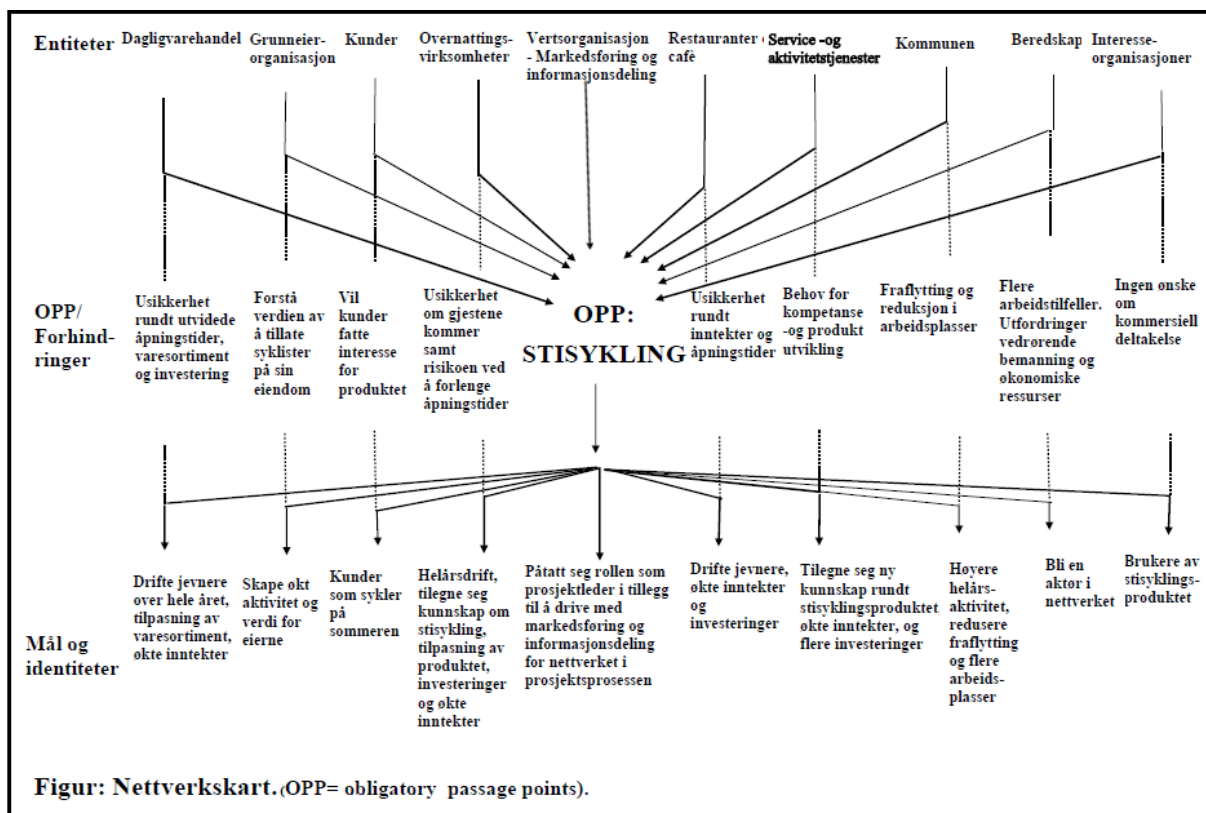 Entiteter
Dagligvarehandel
Grunneier-
organisasjon
Kunder
Overnattings-
virksomheter
Vertsorganisasjon
- Markedsføring og
informasjonsdeling
Restauranter
cafè
Service -og
aktivitetstjenester
Kommunen
Beredskap
Interesse-
organisasjoner
OPP/
Forhind-
ringer
Usikkerhet
rundt utvidede
åpningstider,
varesortiment
og investering
Forstå
verdien av
å tillate
syklister
på sin
eiendom
Vil
kunder
fatte
interesse
for
produktet
Usikkerhet
om gjestene
kommer
samt
risikoen ved
å forlenge
åpningstider
OPP:
STISYKLING
Usikkerhet
rundt
inntekter og
åpningstider
Behov for
kompetanse
-og produkt
utvikling
Fraflytting og
reduksjon i
arbeidsplasser
Flere
arbeidstilfeller.
Utfordringer
vedrørende
bemanning og
økonomiske
ressurser
Ingen ønske
om
kommersiell
deltakelse
Mål og
identiteter
Drifte jevnere
over hele året,
tilpasning av
varesortiment,
økte inntekter
Skape økt
aktivitet og
verdi for
eierne
Kunder
som sykler
på
sommeren
Helårsdrift,
tilegne seg
kunnskap om
stisykling,
tilpasning av
produktet,
investeringer
og økte
inntekter
Påtatt seg rollen som
prosjektleder i tillegg
til å drive med
markedsføring og
informasjonsdeling
for nettverket i
prosjektsprosessen
Drifte jevnere,
økte inntekter
og
investeringer
Tilegne seg ny
kunnskap rundt
stisyklingsproduktet,
økte inntekter, og
flere investeringer
Høyere
helårs-
aktivitet,
redusere
fraflytting
og flere
arbeids-
plasser
Bli en
aktør i
nettverket
Brukere av
stisyklings-
produktet
Figur: Nettverkskart. (OPP= obligatory passage points).